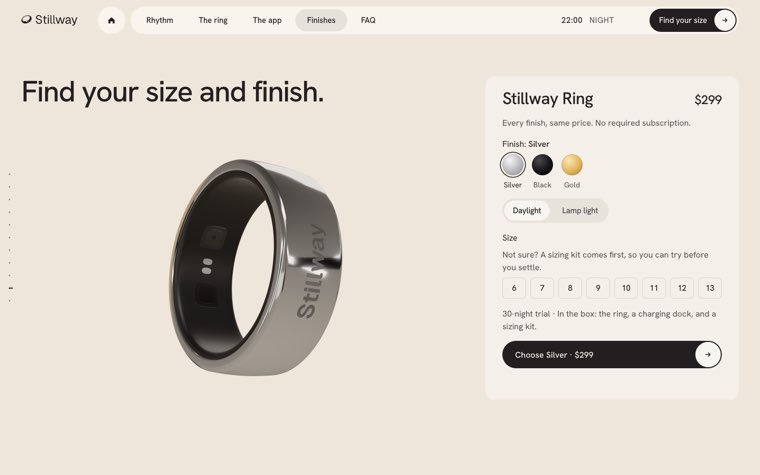 Stillway
Rhythm
The ring
The app
Finishes
FAQ
22:00 NIGHT
Find your size
Find your size and finish.
Stillway
Stillway Ring
$299
Every finish, same price. No required subscription.
Finish: Silver
Silver
Black
Gold
Daylight
Lamp light
Size
Not sure? A sizing kit comes first, so you can try before
you settle.
6 7 8 9 10 11 12 13
30-night trial · In the box: the ring, a charging dock, and a
sizing kit.
Choose Silver · $299